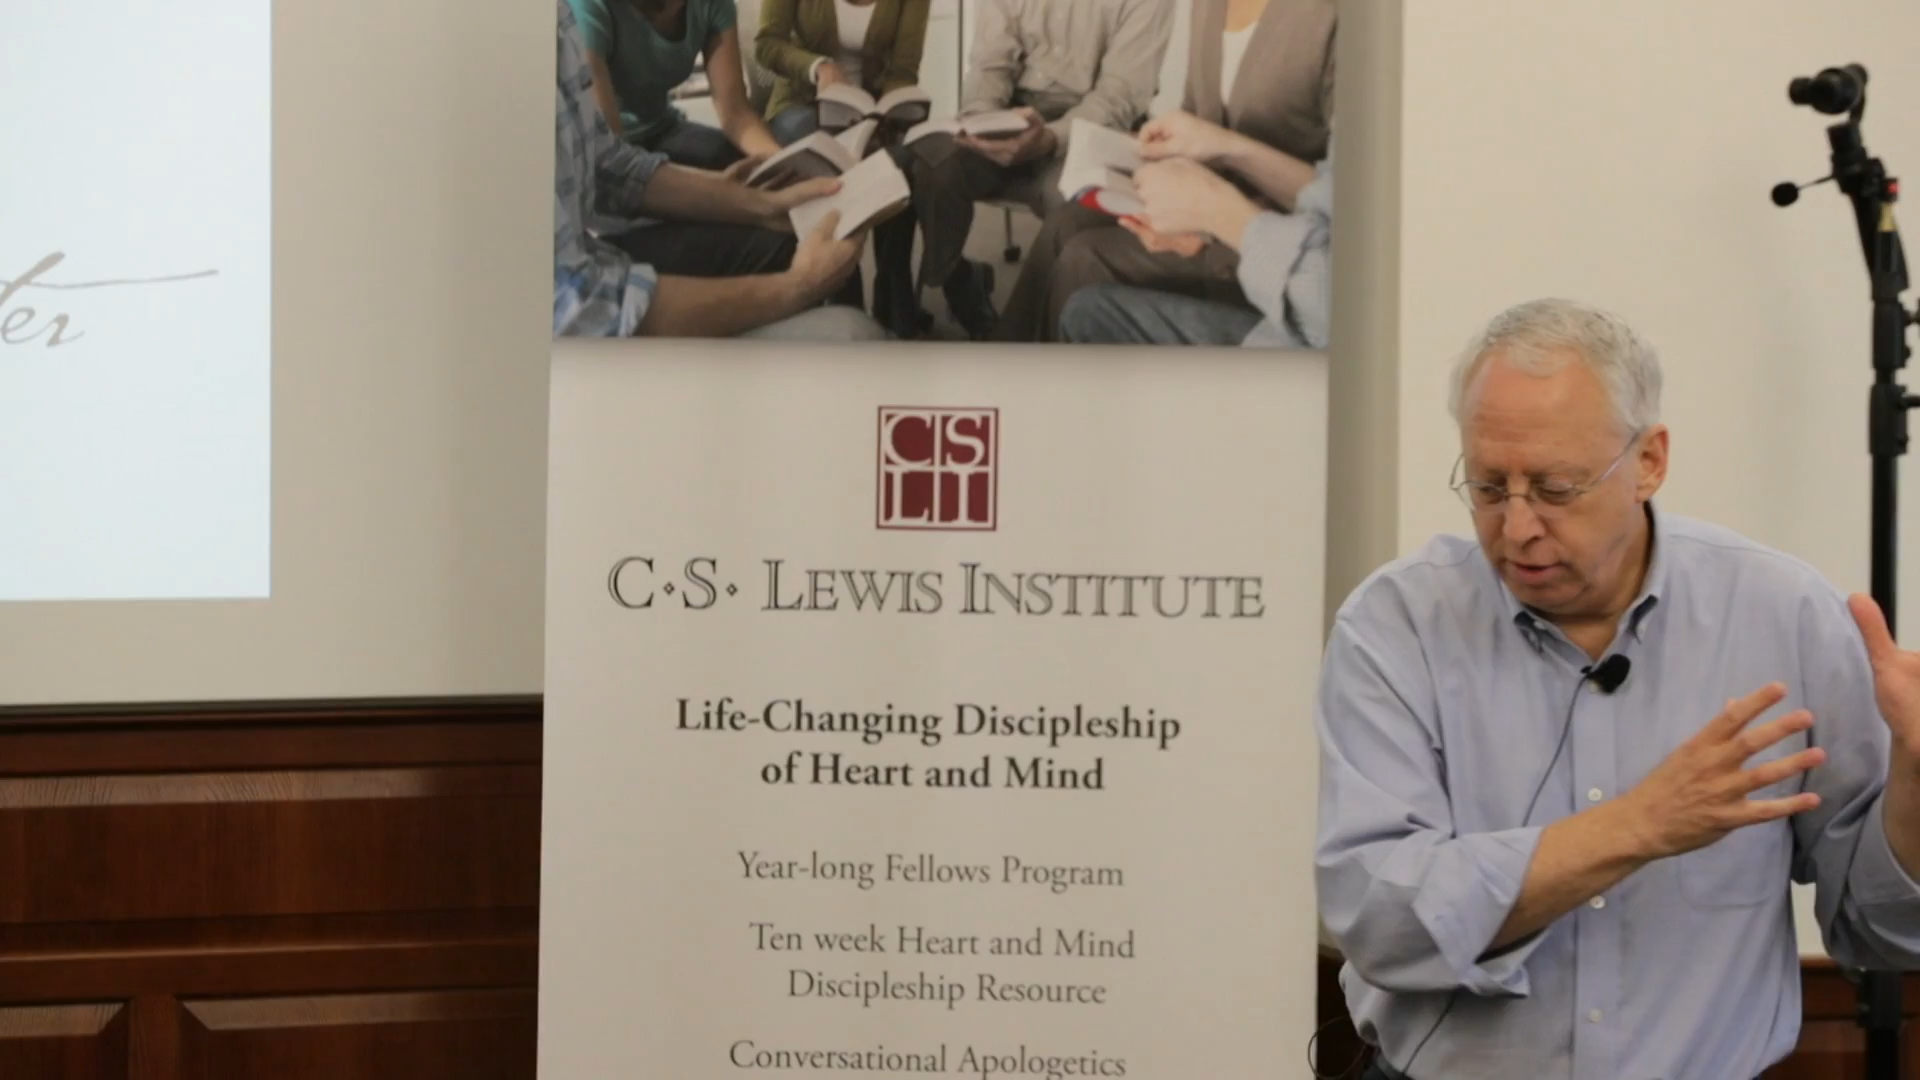 er
CS
LI
C·S· LEWIS INSTITUTE
Life-Changing Discipleship
of Heart and Mind
Year-long Fellows Program
Ten week Heart and Mind
Discipleship Resource
Conversational Apologetics